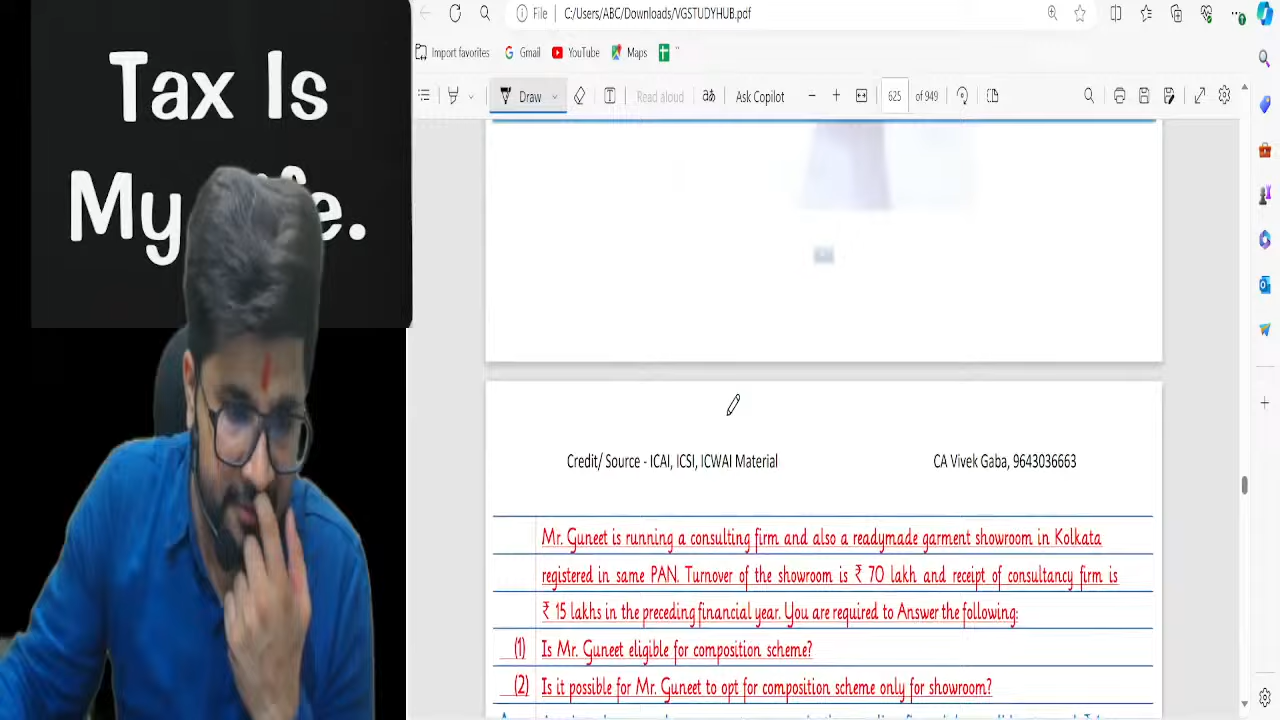 Tax Is
My
e.
File
C:/Users/ABC/Downloads/VGSTUDYHUB.pdf
Import favorites
Gmail
YouTube
Maps
Draw
Read aloud
Ask Copilot
625
of 949
Credit/ Source - ICAI, ICSI, ICWAI Material
CA Vivek Gaba, 9643036663
Mr. Guneet is running a consulting firm and also a readymade garment showroom in Kolkata
registered in same PAN. Turnover of the showroom is ₹ 70 lakh and receipt of consultancy firm is
₹ 15 lakhs in the preceding financial year. You are required to Answer the following:
(1) Is Mr. Guneet eligible for composition scheme?
(2) Is it possible for Mr. Guneet to opt for composition scheme only for showroom?